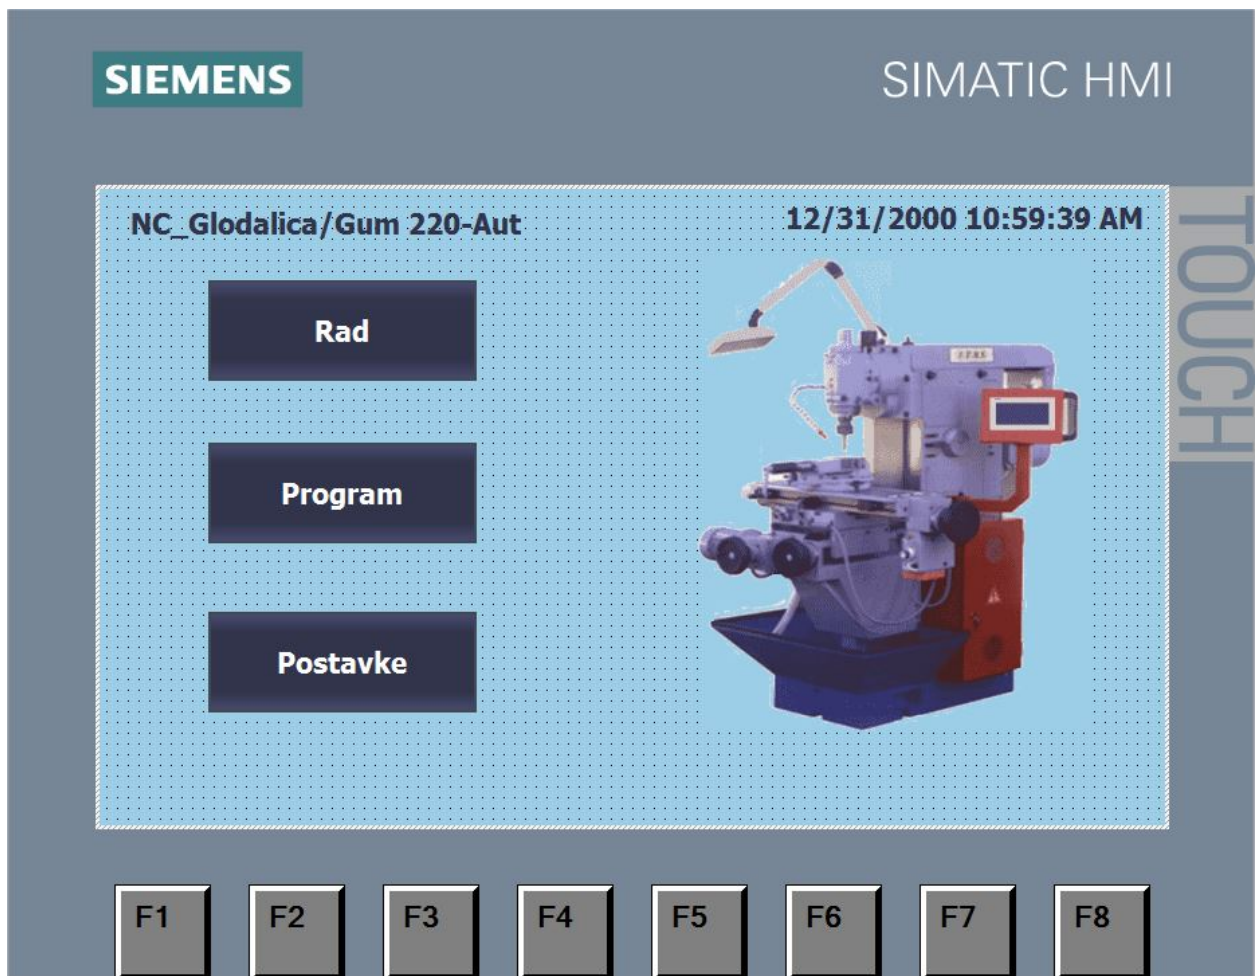 SIEMENS
SIMATIC HMI
TOUCH
NC_Glodalica/Gum 220-Aut
12/31/2000 10:59:39 AM
Rad
Program
Postavke
F1
F2
F3
F4
F5
F6
F7
F8